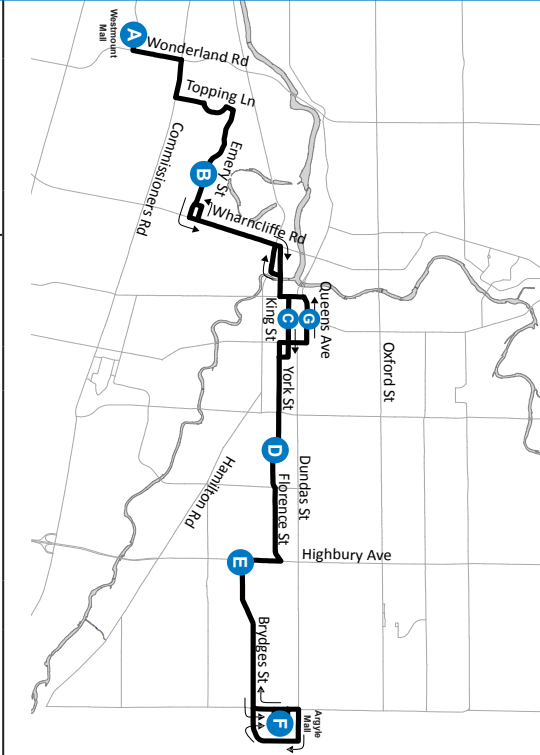 A
Westmount
Mall
Wonderland Rd
Topping Ln
Commissioners Rd
Emery St
B
Wharncliffe Rd
Queens Ave
G
C
King St
Oxford St
York St
D
Dundas St
Florence St
Hamilton Rd
Highbury Ave
E
Brydges St
F
Argyle
Mall